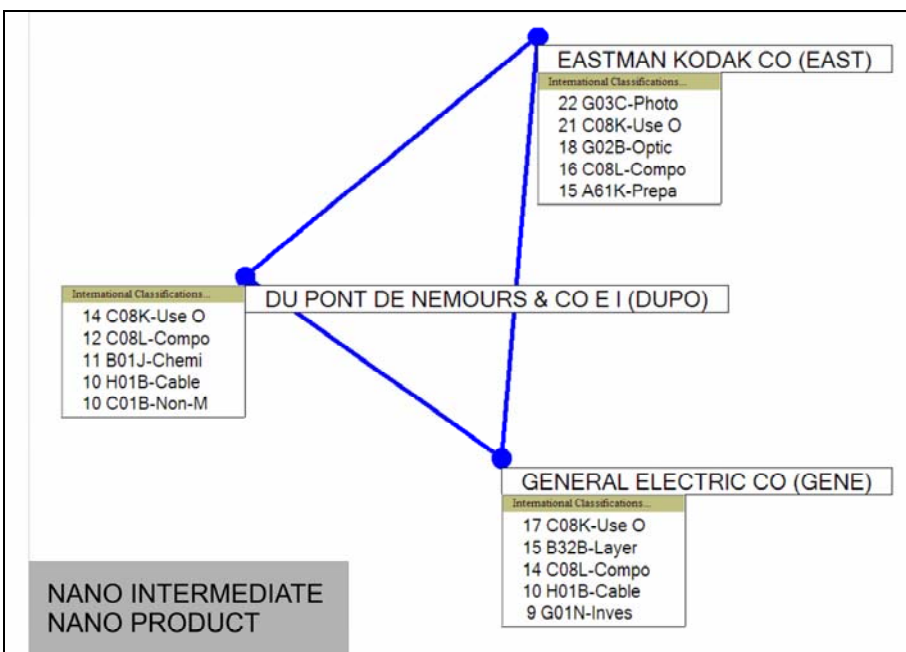 EASTMAN KODAK CO (EAST)
International Classifications...
22 G03C-Photo
21 C08K-Use O
18 G02B-Optic
16 C08L-Compo
15 A61K-Prepa
DU PONT DE NEMOURS & CO E I (DUPO)
International Classifications...
14 C08K-Use O
12 C08L-Compo
11 B01J-Chemi
10 H01B-Cable
10 C01B-Non-M
GENERAL ELECTRIC CO (GENE)
International Classifications...
17 C08K-Use O
15 B32B-Layer
14 C08L-Compo
10 H01B-Cable
9 G01N-Inves
NANO INTERMEDIATE
NANO PRODUCT